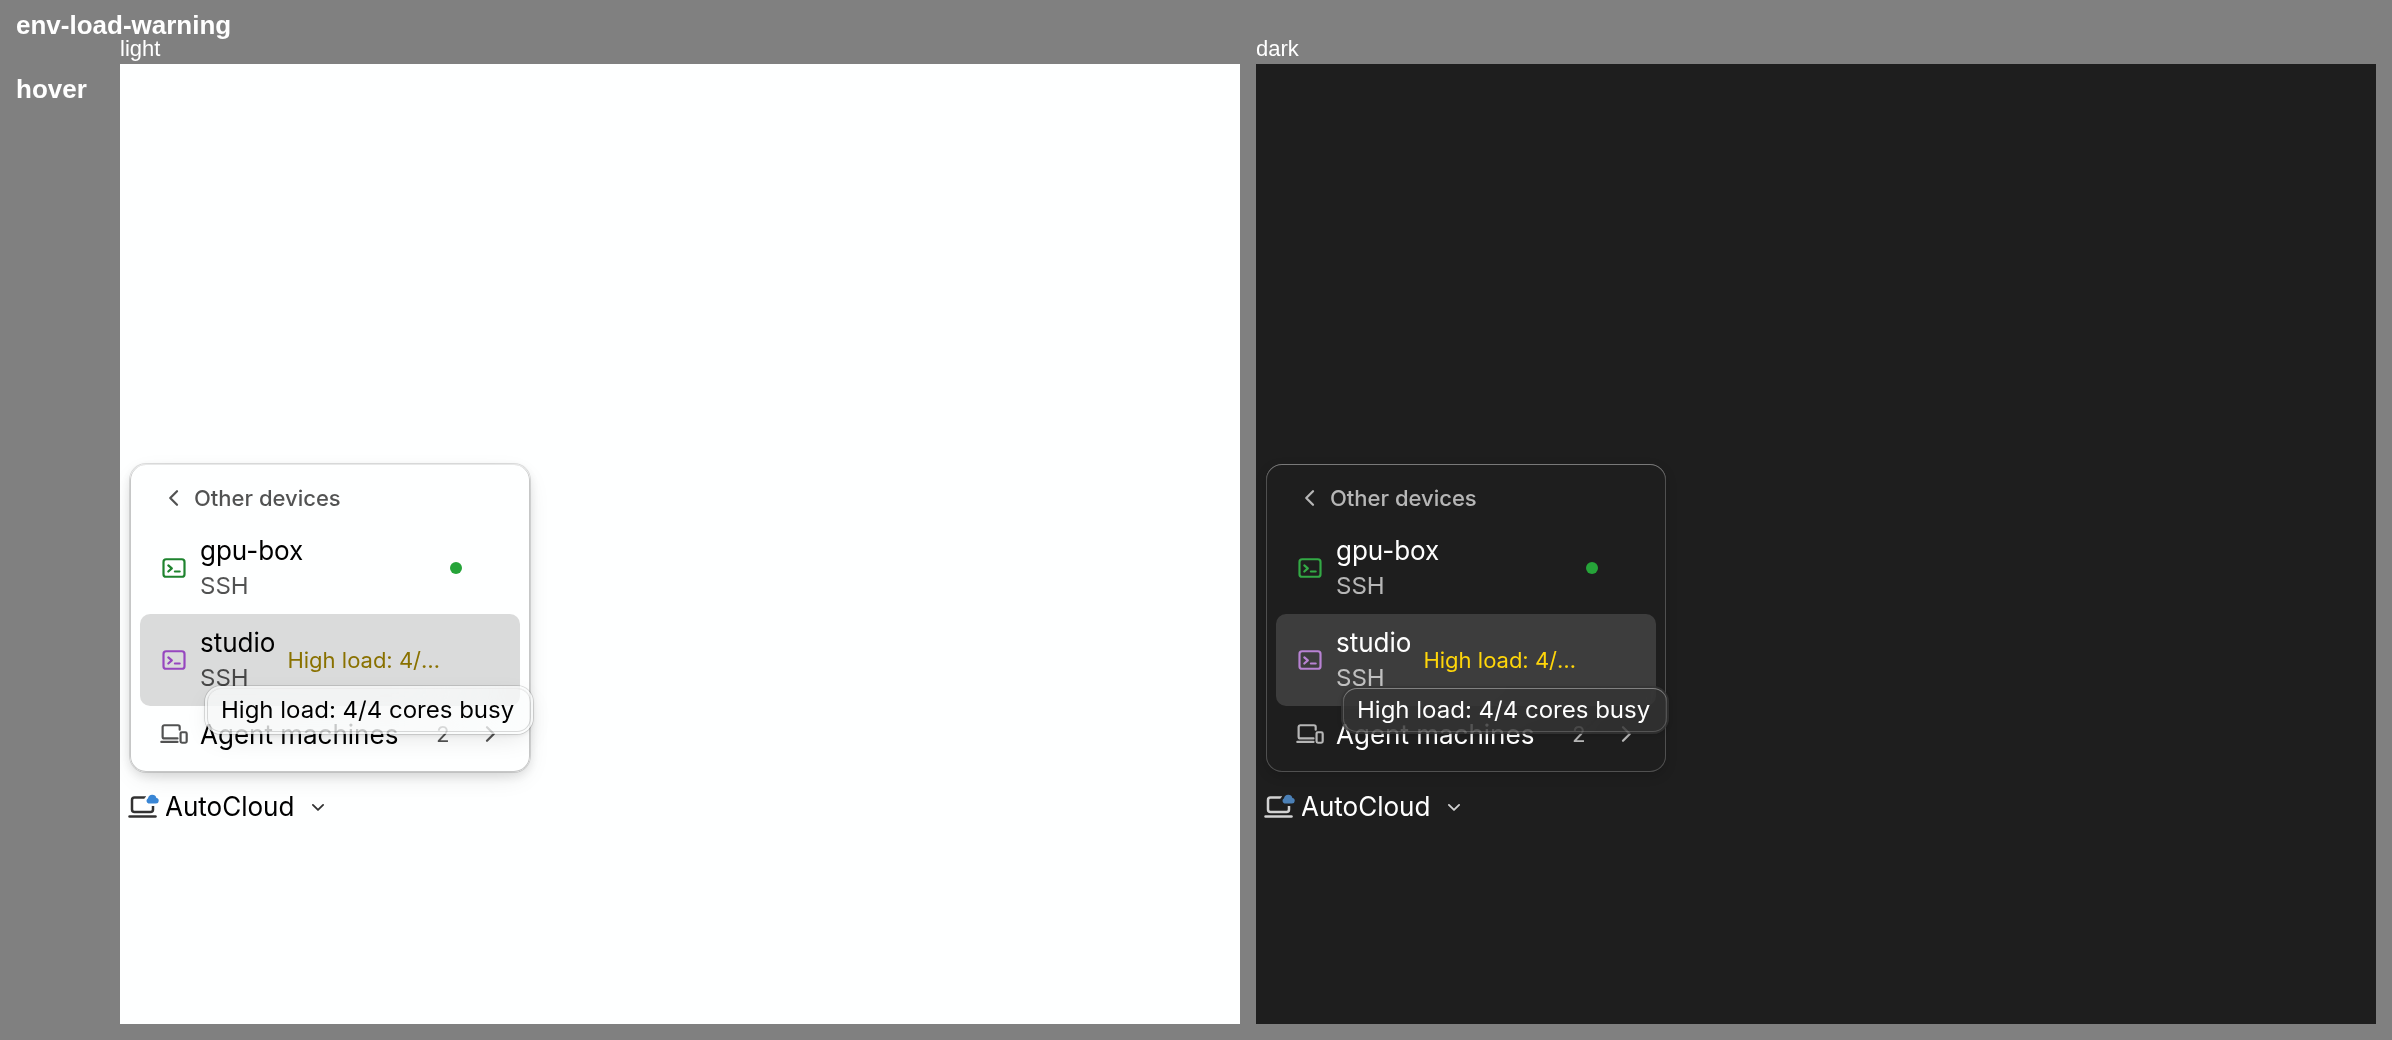 env-load-warning
light
dark
hover
Other devices
gpu-box
SSH
studio
High load: 4/...
SSH
High load: 4/4 cores busy
Agent machines 2
AutoCloud
Other devices
gpu-box
SSH
studio
High load: 4/...
SSH
High load: 4/4 cores busy
Agent machines 2
AutoCloud